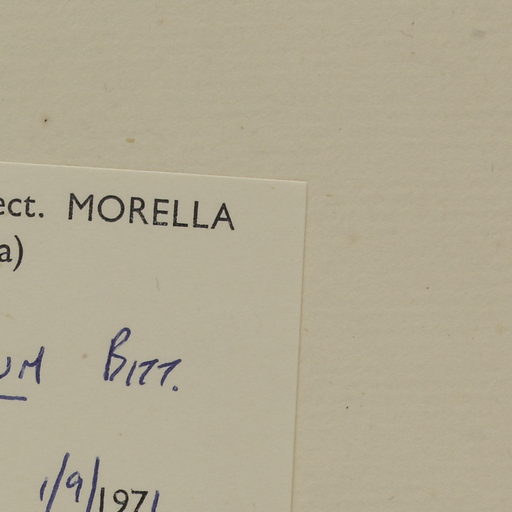 ect. MORELLA
a)
UM BITT.
1/9/1971